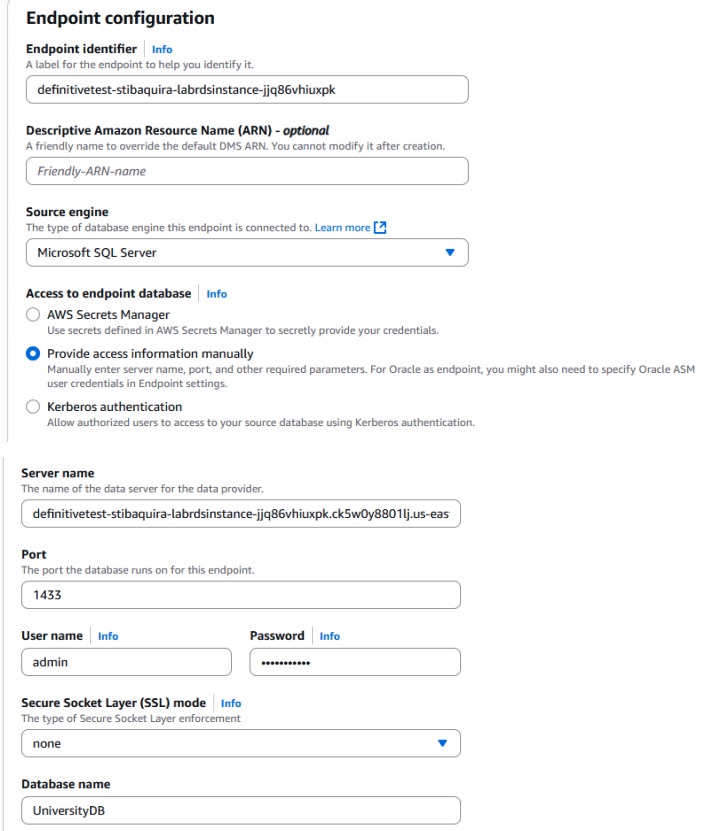 Endpoint configuration
Endpoint identifier Info
A label for the endpoint to help you identify it.
definitivetest-stibaquira-labrdsinstance-jjq86vhiuxpk
Descriptive Amazon Resource Name (ARN) - optional
A friendly name to override the default DMS ARN. You cannot modify it after creation.
Friendly-ARN-name
Source engine
The type of database engine this endpoint is connected to. Learn more
Microsoft SQL Server
Access to endpoint database Info
AWS Secrets Manager
Use secrets defined in AWS Secrets Manager to secretly provide your credentials.
Provide access information manually
Manually enter server name, port, and other required parameters. For Oracle as endpoint, you might also need to specify Oracle ASM
user credentials in Endpoint settings.
Kerberos authentication
Allow authorized users to access to your source database using Kerberos authentication.
Server name
The name of the data server for the data provider.
definitivetest-stibaquira-labrdsinstance-jjq86vhiuxpk.ck5w0y8801lj.us-eas
Port
The port the database runs on for this endpoint.
1433
User name Info Password Info
admin •••••••••••
Secure Socket Layer (SSL) mode Info
The type of Secure Socket Layer enforcement
none
Database name
UniversityDB